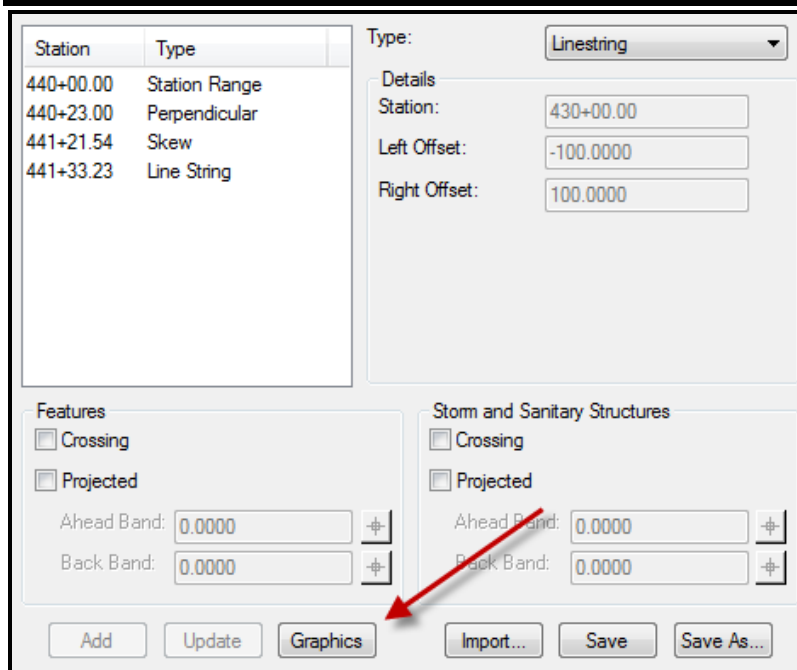 Station Type
440+00.00 Station Range
440+23.00 Perpendicular
441+21.54 Skew
441+33.23 Line String
Type: Linestring
Details
Station: 430+00.00
Left Offset: -100.0000
Right Offset: 100.0000
Features
Crossing
Projected
Ahead Band: 0.0000
Back Band: 0.0000
Storm and Sanitary Structures
Crossing
Projected
Ahead Band: 0.0000
Back Band: 0.0000
Add Update Graphics Import... Save Save As...